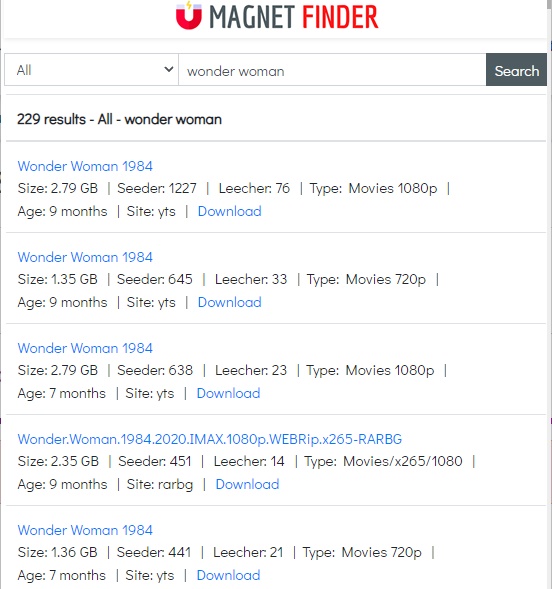 MAGNET FINDER
All wonder woman Search
229 results - All - wonder woman
Wonder Woman 1984
Size: 2.79 GB | Seeder: 1227 | Leecher: 76 | Type: Movies 1080p |
Age: 9 months | Site: yts | Download
Wonder Woman 1984
Size: 1.35 GB | Seeder: 645 | Leecher: 33 | Type: Movies 720p |
Age: 9 months | Site: yts | Download
Wonder Woman 1984
Size: 2.79 GB | Seeder: 638 | Leecher: 23 | Type: Movies 1080p |
Age: 7 months | Site: yts | Download
Wonder.Woman.1984.2020.IMAX.1080p.WEBRip.x265-RARBG
Size: 2.35 GB | Seeder: 451 | Leecher: 14 | Type: Movies/x265/1080 |
Age: 9 months | Site: rarbg | Download
Wonder Woman 1984
Size: 1.36 GB | Seeder: 441 | Leecher: 21 | Type: Movies 720p |
Age: 7 months | Site: yts | Download